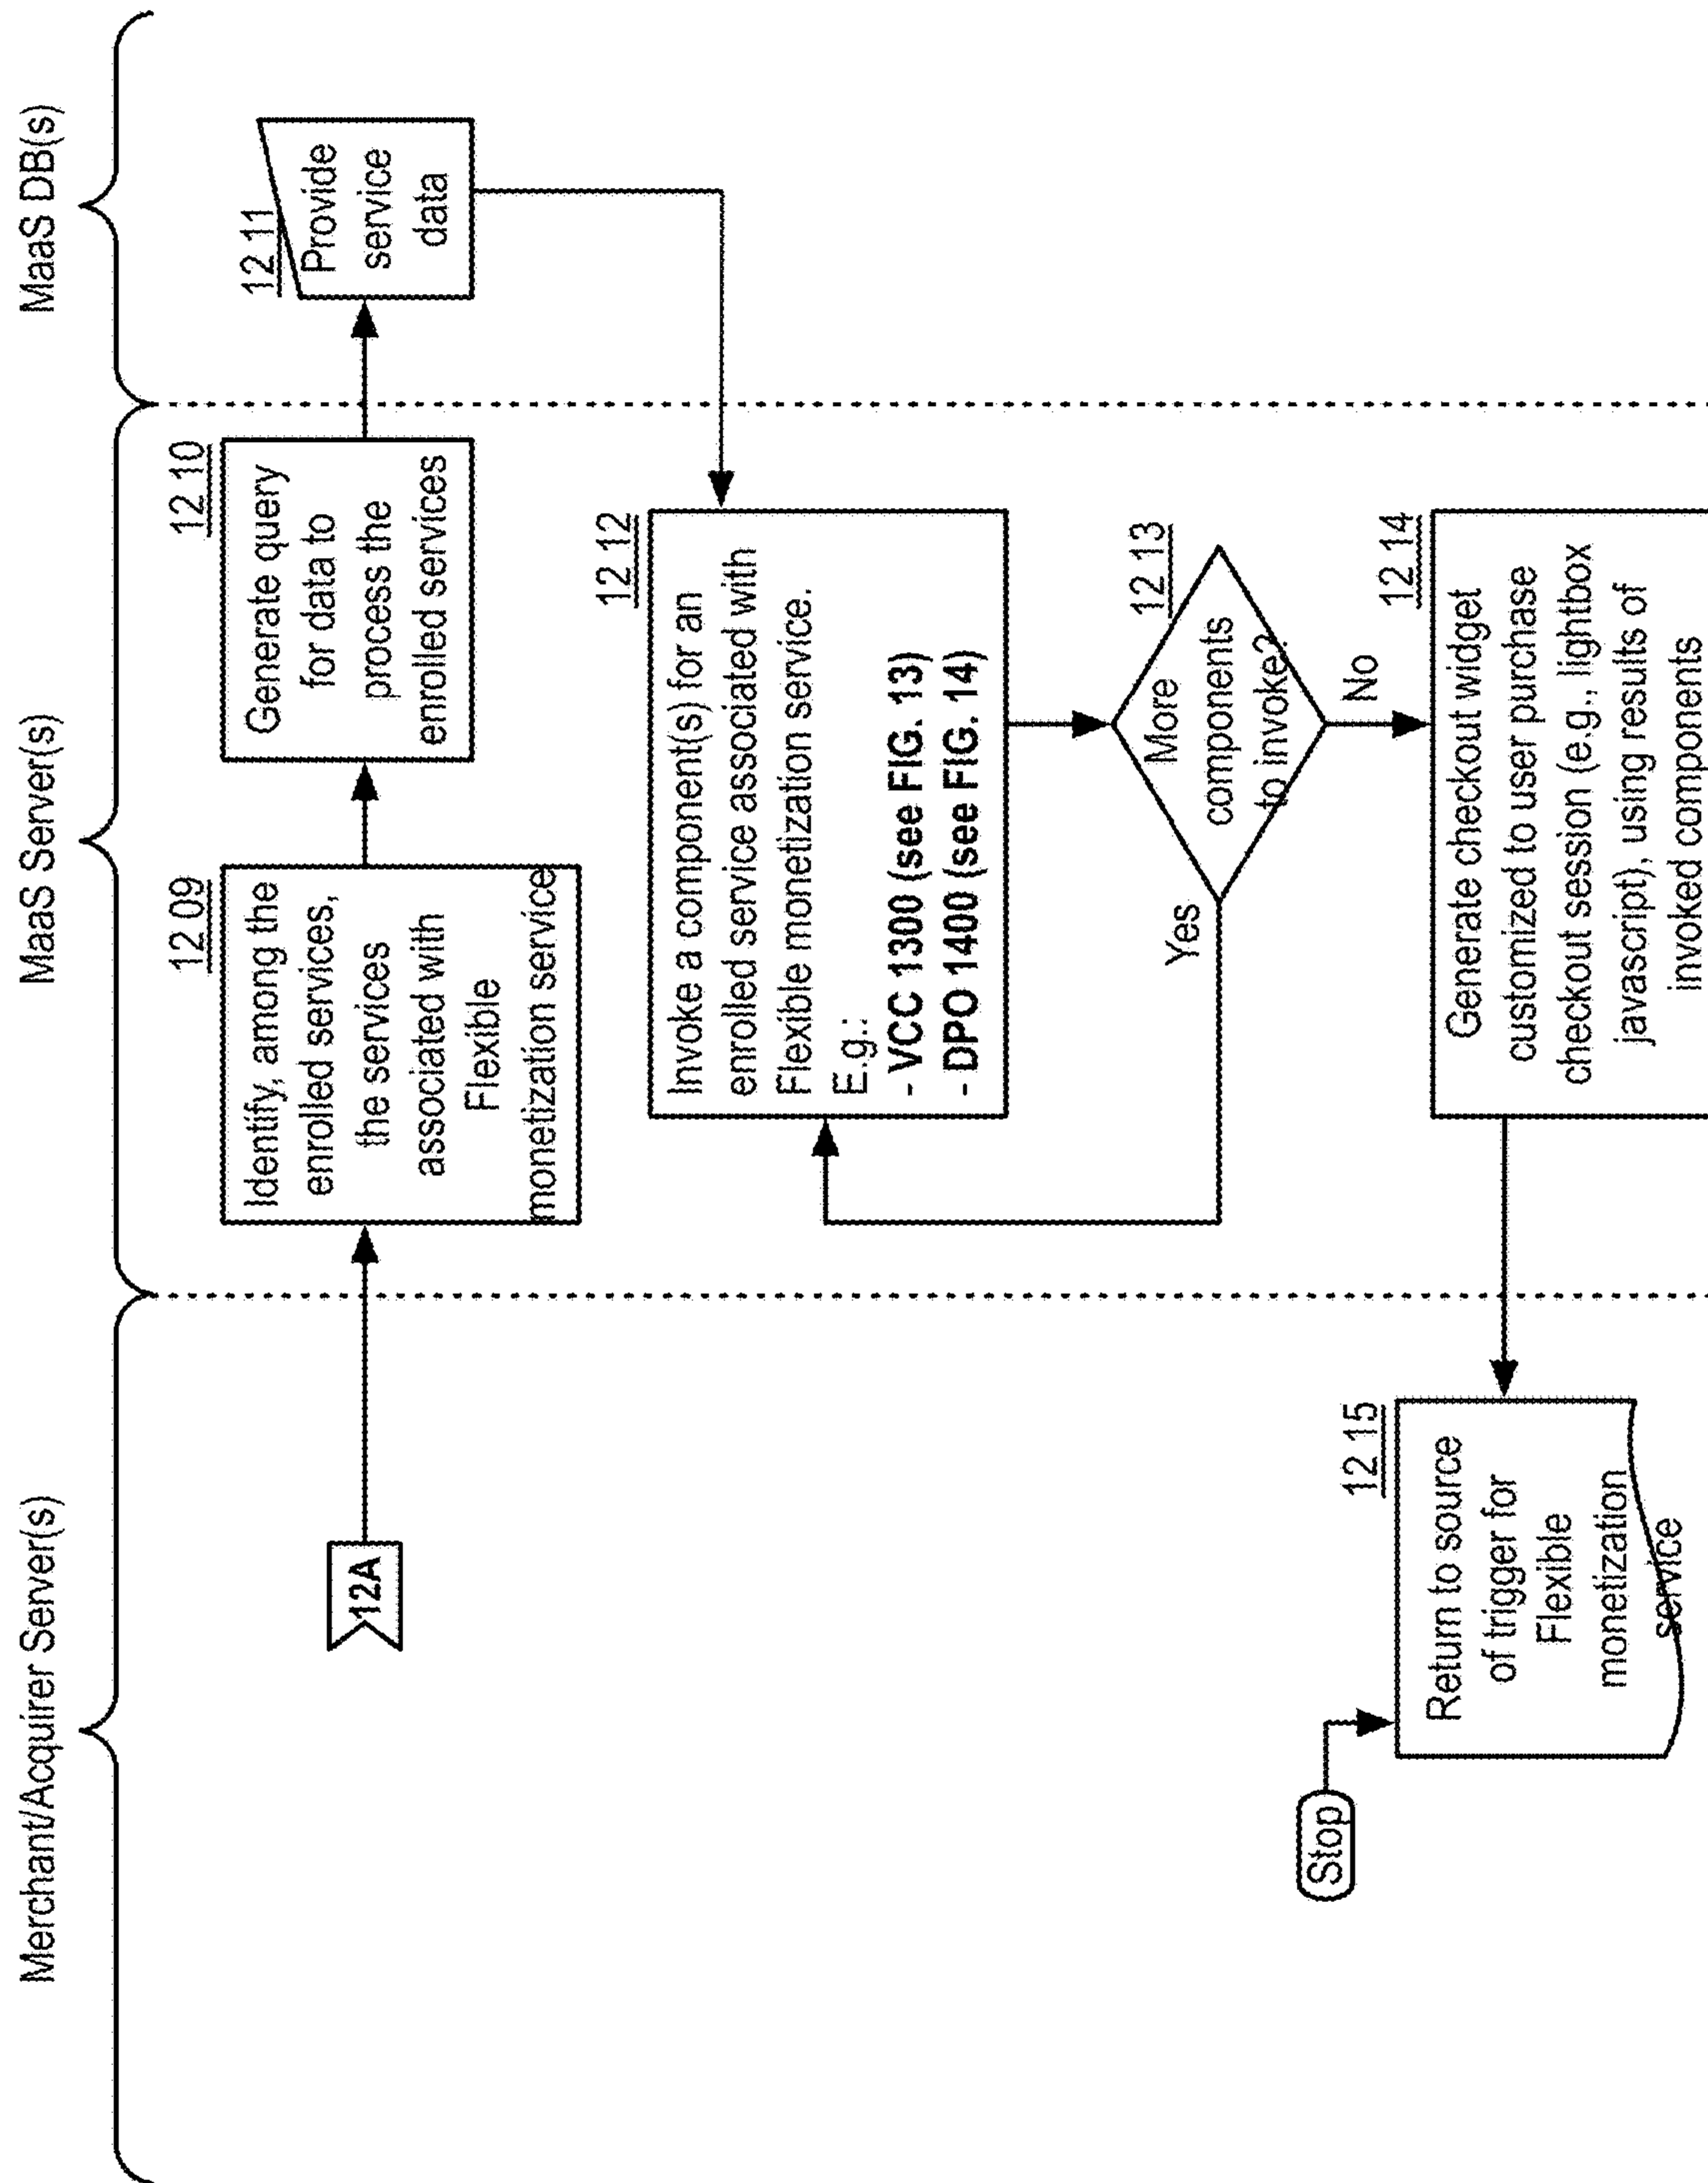 Merchant/Acquirer Server(s)
MaaS Server(s)
MaaS DB(s)
12A
12 09
Identify, among the
enrolled services,
the services
associated with
Flexible
monetization service
12 10
Generate query
for data to
process the
enrolled services
12 11
Provide
service
data
12 12
Invoke a component(s) for an
enrolled service associated with
Flexible monetization service.
E.g.:
- VCC 1300 (see FIG. 13)
- DPO 1400 (see FIG. 14)
12 13
More
components
to invoke?
Yes
No
12 14
Generate checkout widget
customized to user purchase
checkout session (e.g., lightbox
javascript), using results of
invoked components
12 15
Return to source
of trigger for
Flexible
monetization
service
Stop